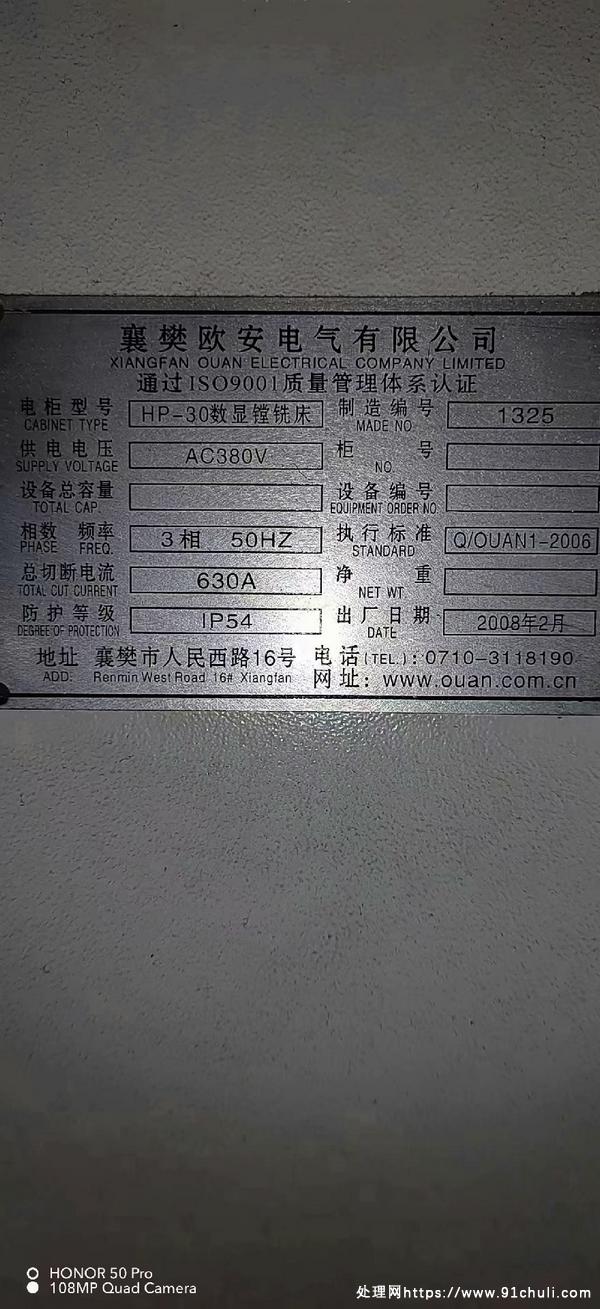 襄樊欧安电气有限公司
XIANGFAN OUAN ELECTRICAL COMPANY LIMITED
通过ISO9001质量管理体系认证
电柜型号 HP-30数显镗铣床 制造编号 1325
CABINET TYPE MADE NO.
供电电压 AC380V 柜号
SUPPLY VOLTAGE NO.
设备总容量 设备编号
TOTAL CAP. EQUIPMENT ORDER NO.
相数 频率 3相 50HZ 执行标准 Q/OUAN1-2006
PHASE FREQ. STANDARD
总切断电流 630A 净重
TOTAL CUT CURRENT NET WT.
防护等级 IP54 出厂日期 2008年2月
DEGREE OF PROTECTION DATE
地址 襄樊市人民西路16号 电话(TEL.):0710-3118190
ADD: Renmin West Road 16# Xiangfan 网址: www.ouan.com.cn
HONOR 50 Pro
108MP Quad Camera
处理网https://www.91chuli.com